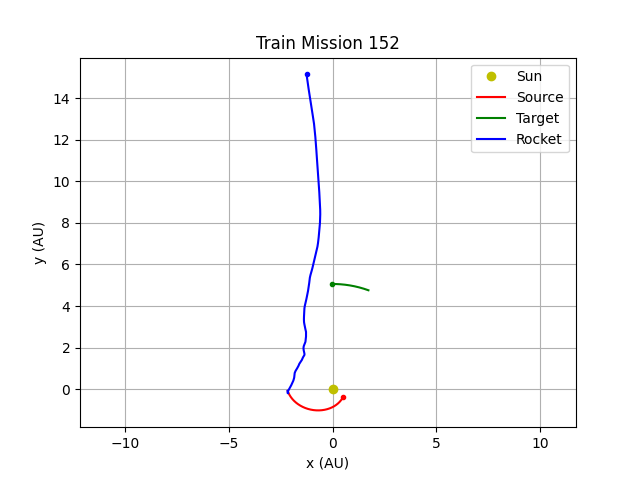 Train Mission 152
Sun
Source
Target
Rocket
14
12
10
8
6
4
2
0
y (AU)
−10
−5
0
5
10
x (AU)